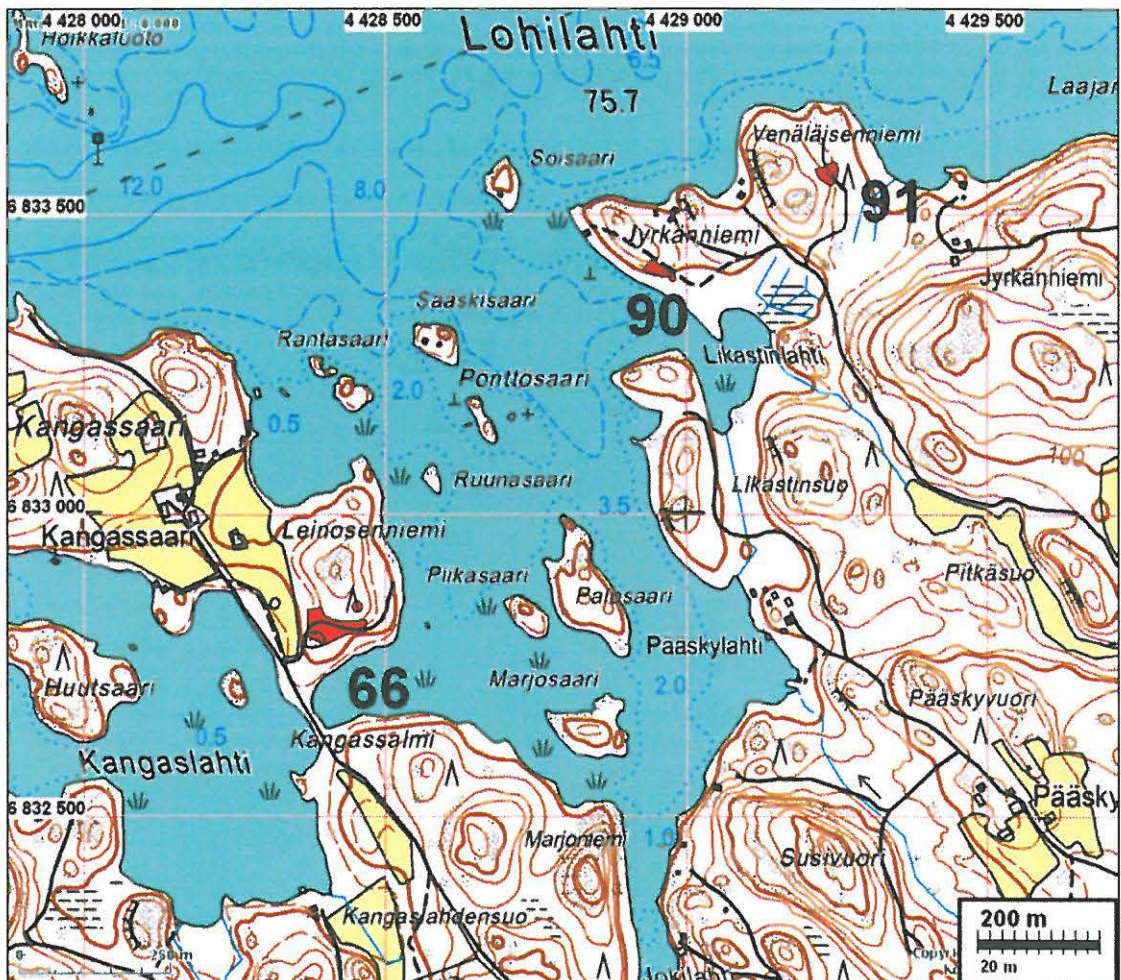 4 428 000
4 428 500
4 429 000
4 429 500
Hoikkaluoto
Lohilahti
6.5
75.7
Laajar
Venäläisenniemi
Soisaari
12.0
8.0
6 833 500
91
Jyrkänniemi
Jyrkänniemi
Sääskisaari
90
Rantasaari
Likastinlahti
Pönttösaari
2.0
0.5
Kangassaari
100
Ruunasaari
Likastinsuo
6 833 000
3.5
Leinosenniemi
Kangassaari
Piikasaari
Palosaari
Pitkäsuo
Pääskylahti
Huutsaari
66
Marjosaari
2.0
Pääskyvuori
0.5
Kangassalmi
Kangaslahti
6 832 500
Pääsky
Marjoniemi
1.0
Susivuori
Kangaslahdensuo
200 m
20 m
0
250 m